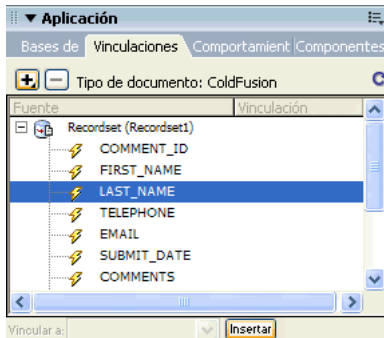 Aplicación
Bases de Vinculaciones Comportamient Componentes
Tipo de documento: ColdFusion
Fuente Vinculación
Recordset (Recordset1)
COMMENT_ID
FIRST_NAME
LAST_NAME
TELEPHONE
EMAIL
SUBMIT_DATE
COMMENTS
Vincular a: Insertar